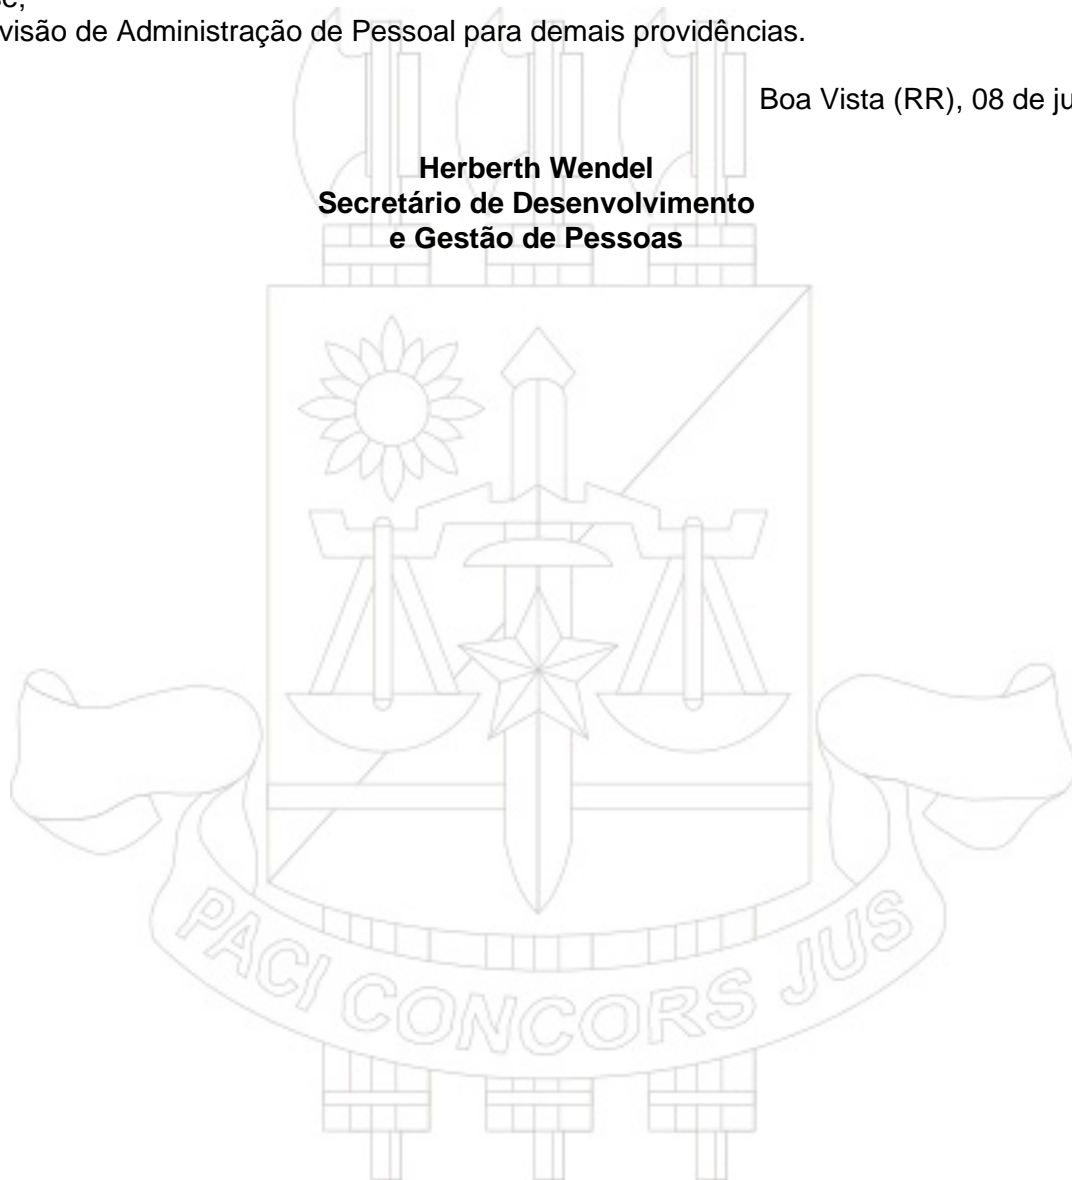 visão de Administração de Pessoal para demais providências.
Boa Vista (RR), 08 de ju
Herberth Wendel
Secretário de Desenvolvimento
e Gestão de Pessoas
PACI CONCORS JUS